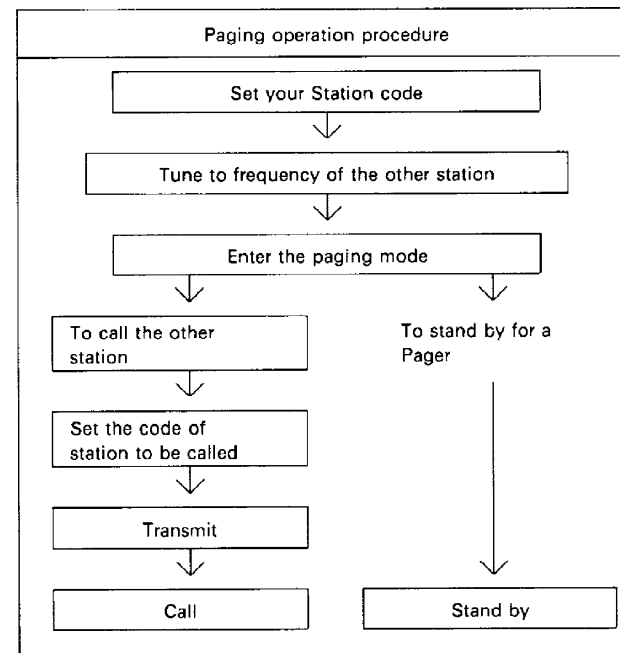 Paging operation procedure
Set your Station code
Tune to frequency of the other station
Enter the paging mode
To call the other
station
Set the code of
station to be called
Transmit
Call
To stand by for a
Pager
Stand by